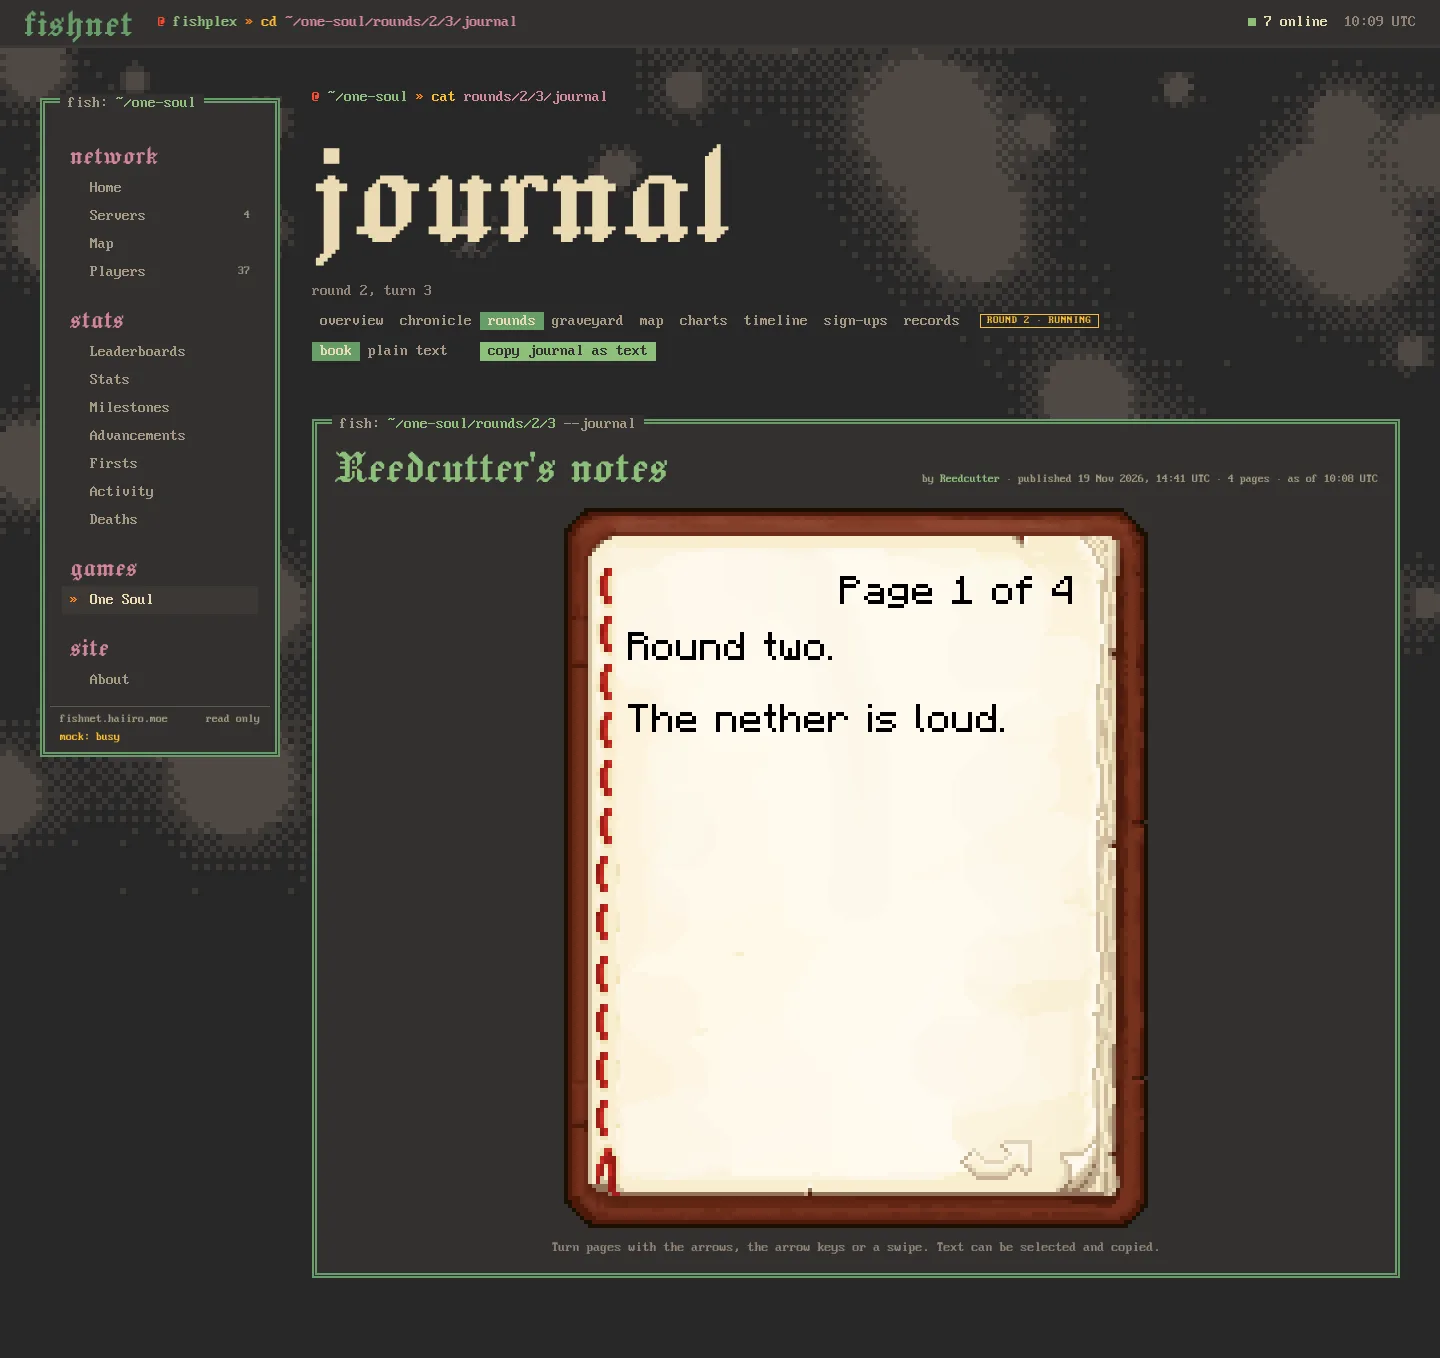 fishnet
@ fishplex » cd ~/one-soul/rounds/2/3/journal
7 online 10:09 UTC
fish: ~/one-soul
network
Home
Servers 4
Map
Players 37
stats
Leaderboards
Stats
Milestones
Advancements
Firsts
Activity
Deaths
games
» One Soul
site
About
fishnet.haiiro.moe read only
mock: busy
@ ~/one-soul » cat rounds/2/3/journal
journal
round 2, turn 3
overview chronicle rounds graveyard map charts timeline sign-ups records ROUND 2 · RUNNING
book plain text copy journal as text
fish: ~/one-soul/rounds/2/3 --journal
Reedcutter's notes
by Reedcutter · published 19 Nov 2026, 14:41 UTC · 4 pages · as of 10:08 UTC
Page 1 of 4
Round two.
The nether is loud.
Turn pages with the arrows, the arrow keys or a swipe. Text can be selected and copied.